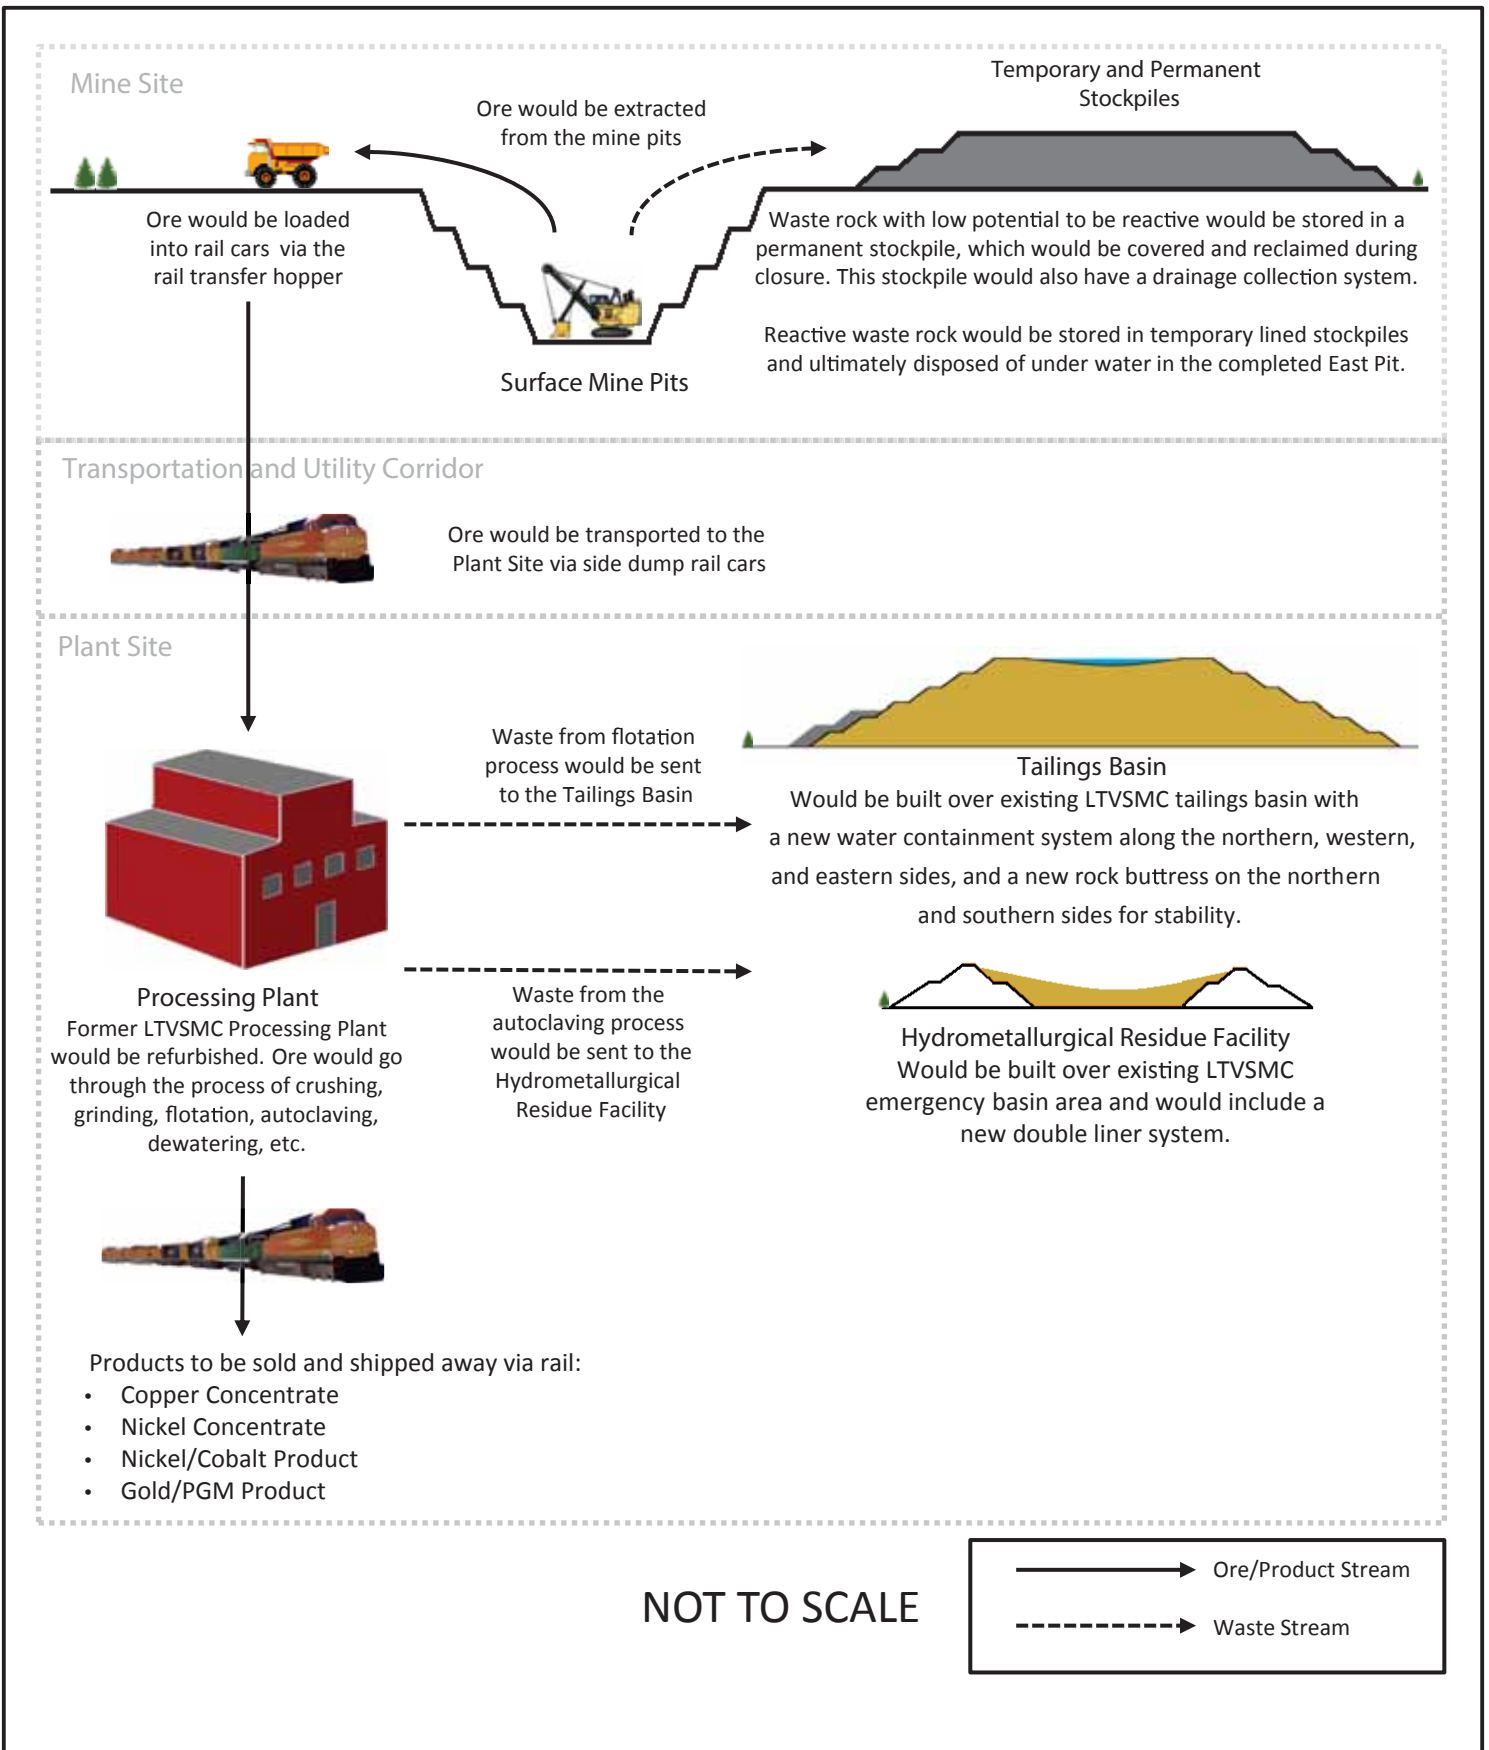 Mine Site
Temporary and Permanent
Stockpiles
Ore would be extracted
from the mine pits
Ore would be loaded
into rail cars via the
rail transfer hopper
Waste rock with low potential to be reactive would be stored in a
permanent stockpile, which would be covered and reclaimed during
closure. This stockpile would also have a drainage collection system.
Reactive waste rock would be stored in temporary lined stockpiles
and ultimately disposed of under water in the completed East Pit.
Surface Mine Pits
Transportation and Utility Corridor
Ore would be transported to the
Plant Site via side dump rail cars
Plant Site
Waste from flotation
process would be sent
to the Tailings Basin
Tailings Basin
Would be built over existing LTVSMC tailings basin with
a new water containment system along the northern, western,
and eastern sides, and a new rock buttress on the northern
and southern sides for stability.
Processing Plant
Former LTVSMC Processing Plant
would be refurbished. Ore would go
through the process of crushing,
grinding, flotation, autoclaving,
dewatering, etc.
Waste from the
autoclaving process
would be sent to the
Hydrometallurgical
Residue Facility
Hydrometallurgical Residue Facility
Would be built over existing LTVSMC
emergency basin area and would include a
new double liner system.
Products to be sold and shipped away via rail:
• Copper Concentrate
• Nickel Concentrate
• Nickel/Cobalt Product
• Gold/PGM Product
NOT TO SCALE
Ore/Product Stream
Waste Stream